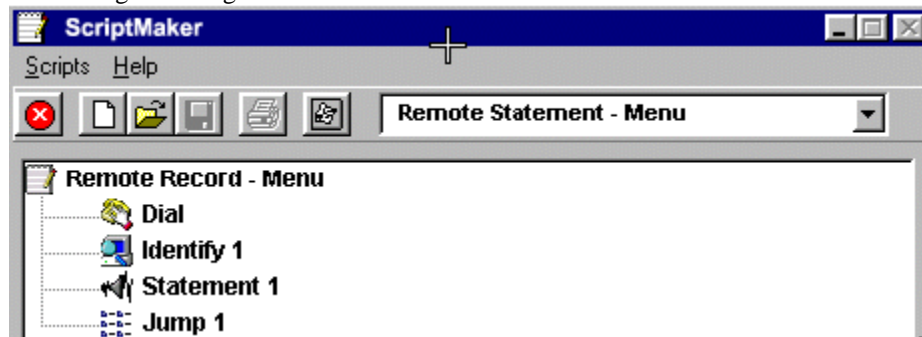 ScriptMaker
Scripts Help
Remote Statement - Menu
Remote Record - Menu
Dial
Identify 1
Statement 1
Jump 1